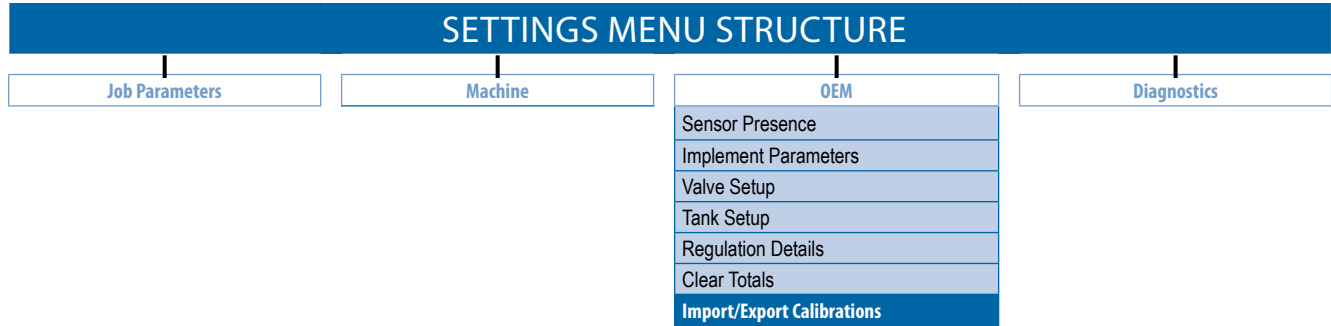 SETTINGS MENU STRUCTURE
Job Parameters
Machine
OEM
Diagnostics
Sensor Presence
Implement Parameters
Valve Setup
Tank Setup
Regulation Details
Clear Totals
Import/Export Calibrations